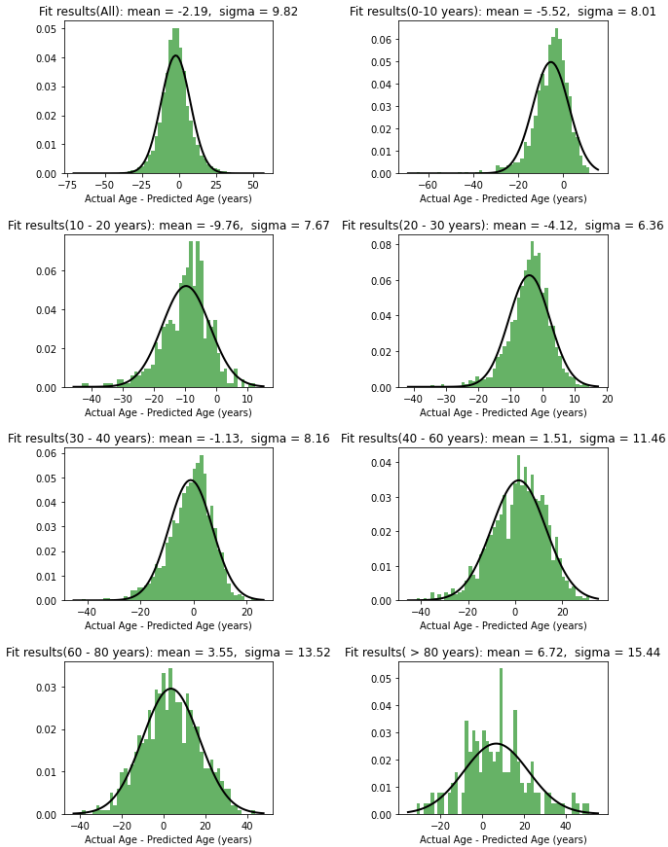 Fit results(All): mean = -2.19,  sigma = 9.82
0.05
0.04
0.03
0.02
0.01
0.00
−75 −50 −25 0 25 50
Actual Age - Predicted Age (years)
Fit results(0-10 years): mean = -5.52,  sigma = 8.01
0.06
0.05
0.04
0.03
0.02
0.01
0.00
−60 −40 −20 0
Actual Age - Predicted Age (years)
Fit results(10 - 20 years): mean = -9.76,  sigma = 7.67
0.06
0.04
0.02
0.00
−40 −30 −20 −10 0 10
Actual Age - Predicted Age (years)
Fit results(20 - 30 years): mean = -4.12,  sigma = 6.36
0.08
0.06
0.04
0.02
0.00
−40 −30 −20 −10 0 10 20
Actual Age - Predicted Age (years)
Fit results(30 - 40 years): mean = -1.13,  sigma = 8.16
0.06
0.05
0.04
0.03
0.02
0.01
0.00
−40 −20 0 20
Actual Age - Predicted Age (years)
Fit results(40 - 60 years): mean = 1.51,  sigma = 11.46
0.04
0.03
0.02
0.01
0.00
−40 −20 0 20
Actual Age - Predicted Age (years)
Fit results(60 - 80 years): mean = 3.55,  sigma = 13.52
0.03
0.02
0.01
0.00
−40 −20 0 20 40
Actual Age - Predicted Age (years)
Fit results( > 80 years): mean = 6.72,  sigma = 15.44
0.05
0.04
0.03
0.02
0.01
0.00
−20 0 20 40
Actual Age - Predicted Age (years)